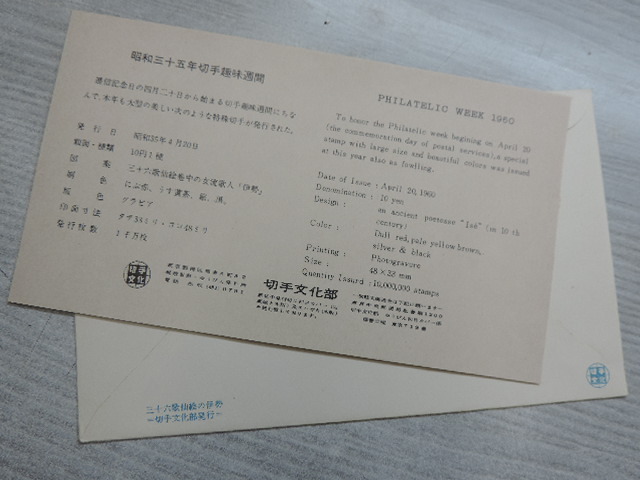 昭和三十五年切手趣味週間
逓信記念日の四月二十日から始まる切手趣味週間にちな
んで、本年も大型の美しい次のような特殊切手が発行された。
発行日 昭和35年4月20日
種類 10円1種
図案 三十六歌仙絵巻中の女流歌人「伊勢」
刷色 にぶ赤、うす黄茶、銀、黒、
版色 グラビア
印面寸法 タテ38ミリ・ヨコ48ミリ
発行枚数 1千万枚
切手
文化
切手文化部
PHILATELIC WEEK 1960
To honor the Philatelic week begining on April 20
(the commemoration day of postal services), a special
stamp with large size and beautiful colors was issued
at this year also as fowlling.
Date of Issue : April 20, 1960
Denomination : 10 yen
Design : an ancient poetesse "Isé" (in 10 th
century)
Color : Dull red, pale yellow brown,
silver & black
Printing : Photogravure
Size : 48×33 mm
Quantity Issued : 10,000,000 stamps
三十六歌仙絵の伊勢
～切手文化部発行～
切手
文化